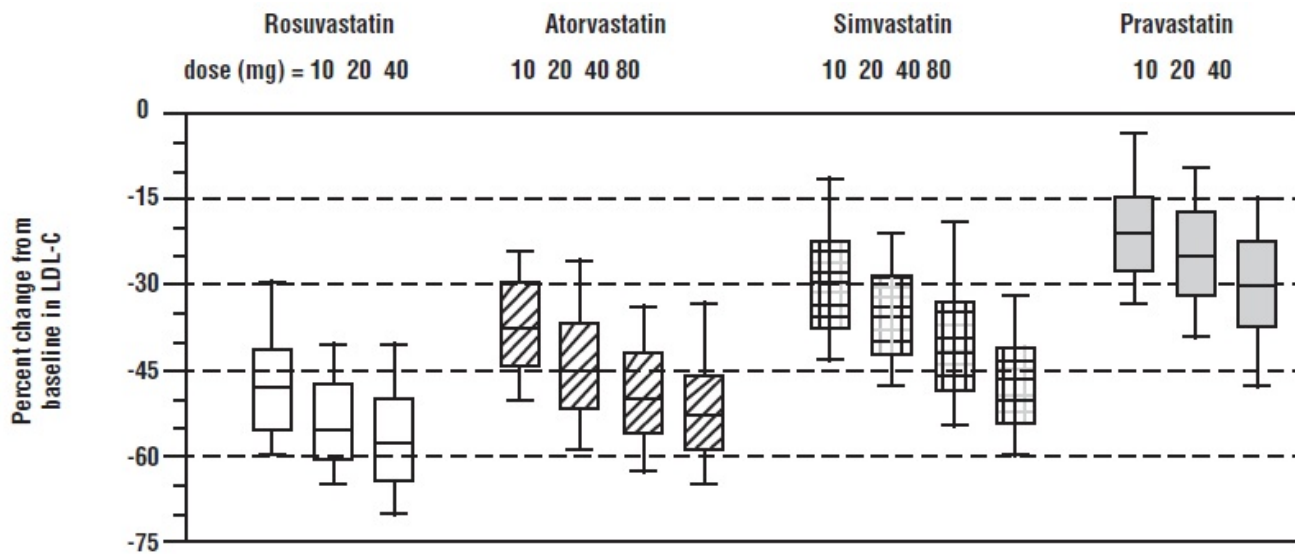 Rosuvastatin Atorvastatin Simvastatin Pravastatin
dose (mg) = 10 20 40 10 20 40 80 10 20 40 80 10 20 40
0
-15
-30
-45
-60
-75
Percent change from
baseline in LDL-C